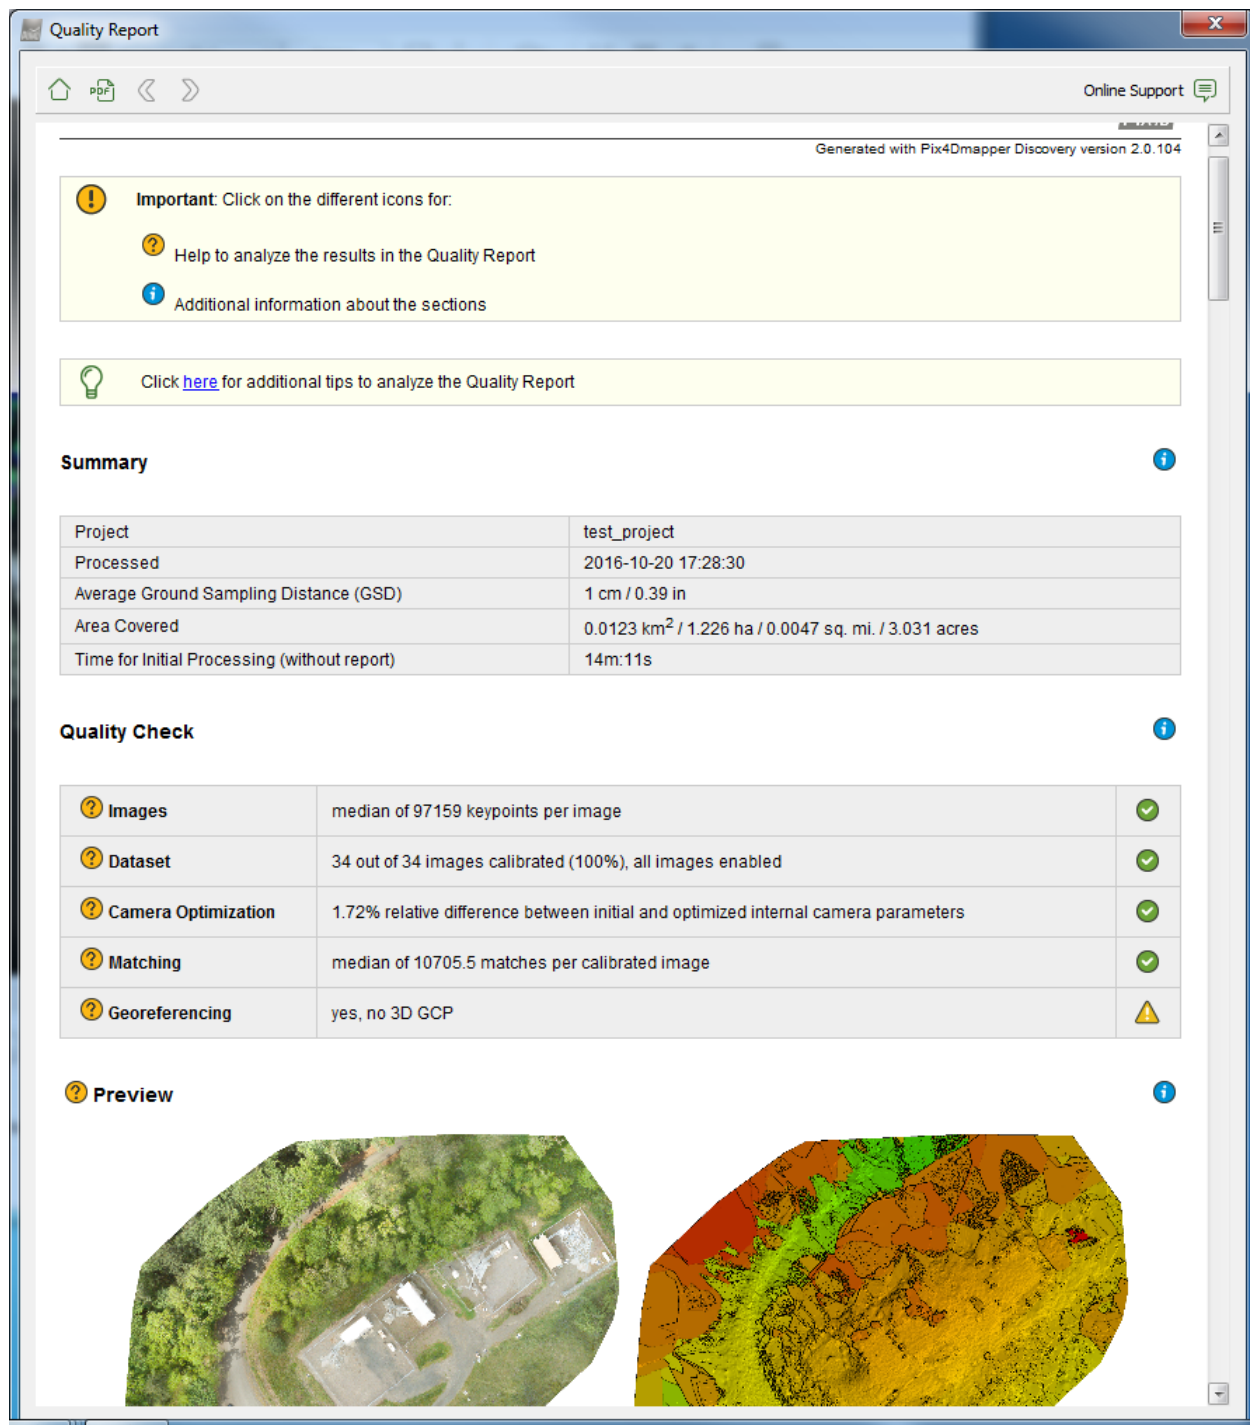 Quality Report
PDF
Online Support
Generated with Pix4Dmapper Discovery version 2.0.104
Important: Click on the different icons for:
Help to analyze the results in the Quality Report
Additional information about the sections
Click here for additional tips to analyze the Quality Report
Summary
Project test_project
Processed 2016-10-20 17:28:30
Average Ground Sampling Distance (GSD) 1 cm / 0.39 in
Area Covered 0.0123 km² / 1.226 ha / 0.0047 sq. mi. / 3.031 acres
Time for Initial Processing (without report) 14m:11s
Quality Check
Images median of 97159 keypoints per image
Dataset 34 out of 34 images calibrated (100%), all images enabled
Camera Optimization 1.72% relative difference between initial and optimized internal camera parameters
Matching median of 10705.5 matches per calibrated image
Georeferencing yes, no 3D GCP
Preview